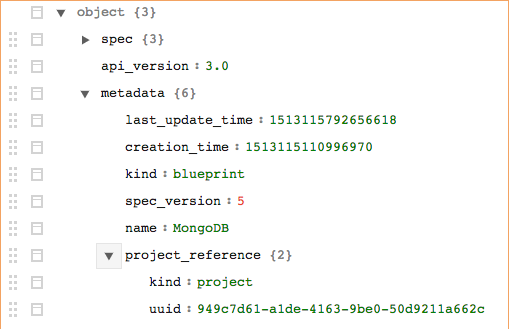 object {3}
spec {3}
api_version : 3.0
metadata {6}
last_update_time : 1513115792656618
creation_time : 1513115110996970
kind : blueprint
spec_version : 5
name : MongoDB
project_reference {2}
kind : project
uuid : 949c7d61-a1de-4163-9be0-50d9211a662c